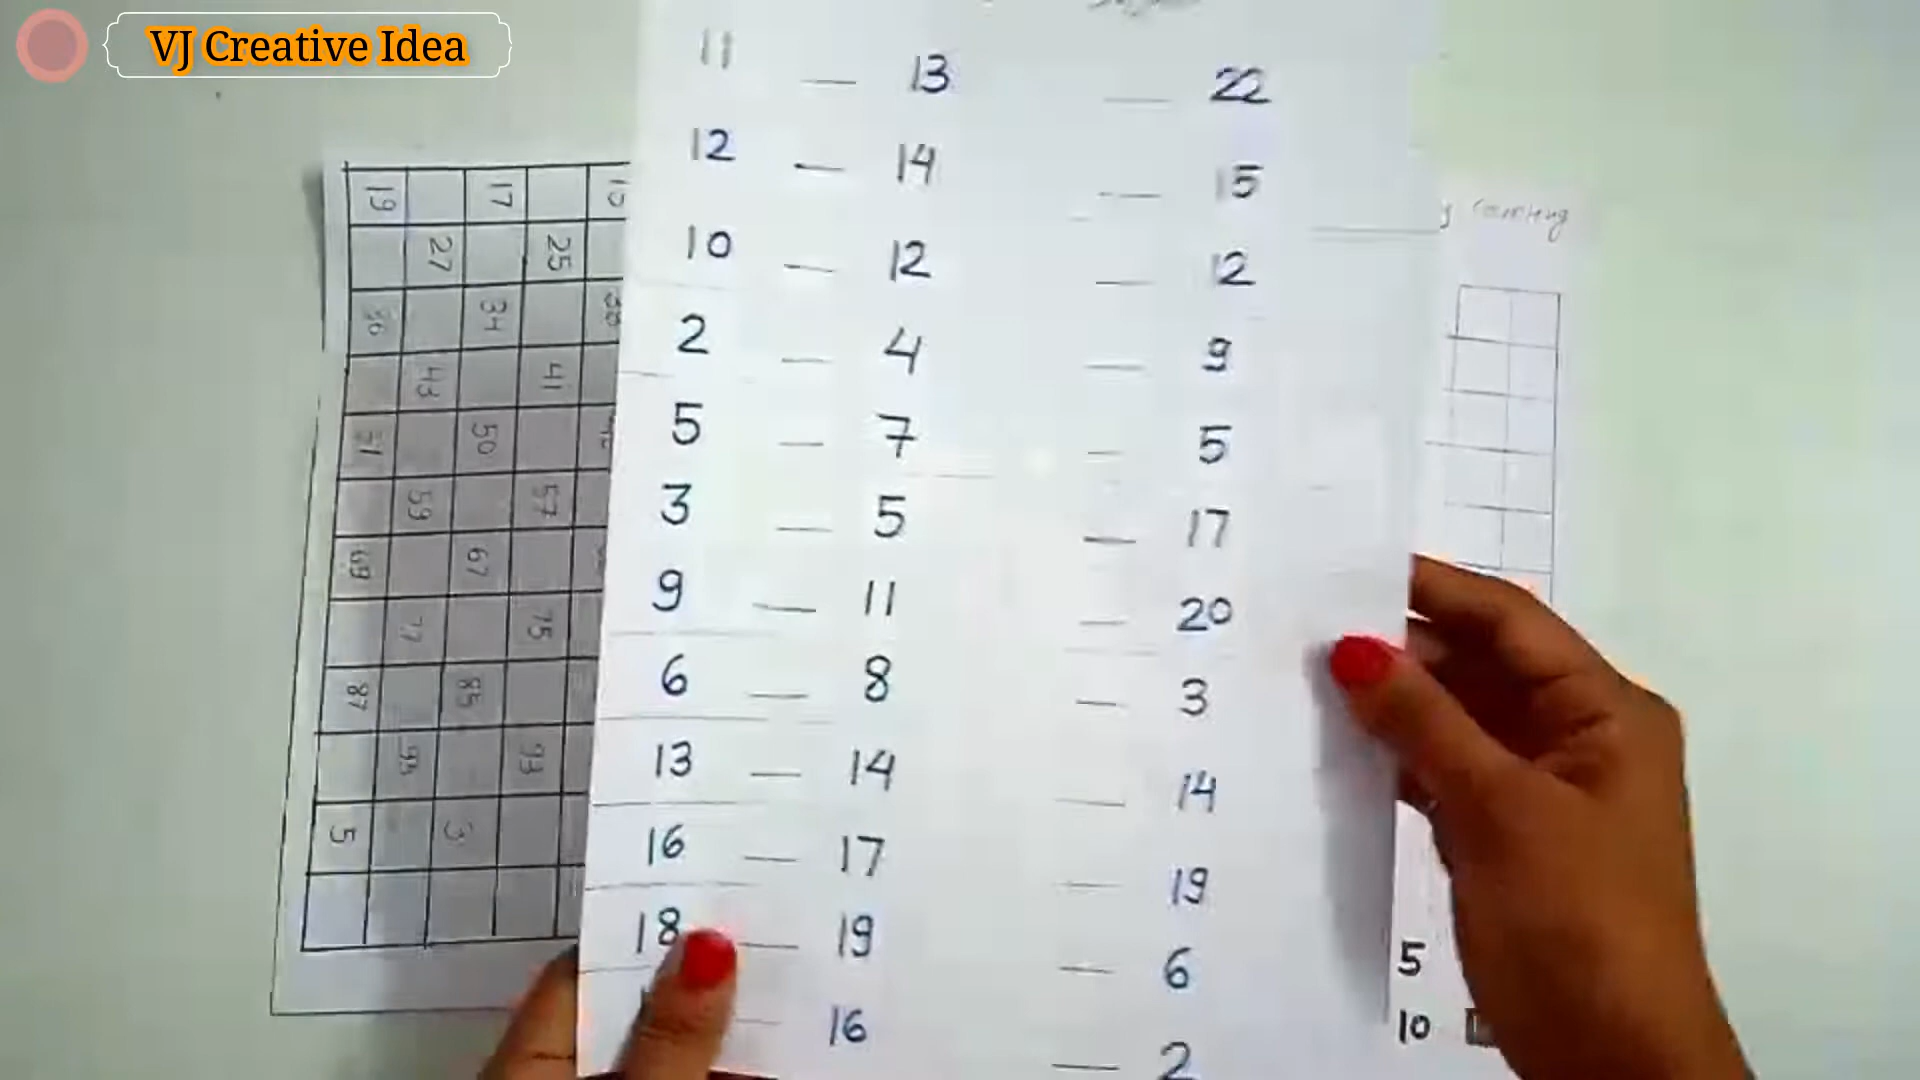 VJ Creative Idea
11 __ 13 __ 22
12 __ 14 __ 15
10 __ 12 __ 12
2 __ 4 __ 9
5 __ 7 __ 5
3 __ 5 __ 17
9 __ 11 __ 20
6 __ 8 __ 3
13 __ 14 __ 14
16 __ 17 __ 19
18 __ 19 __ 6
__ 16 __ 2
19 17
27 25
36 34
43 41
51 50
59 57
69 67
77 75
87 85
93
5 3
counting
5
10